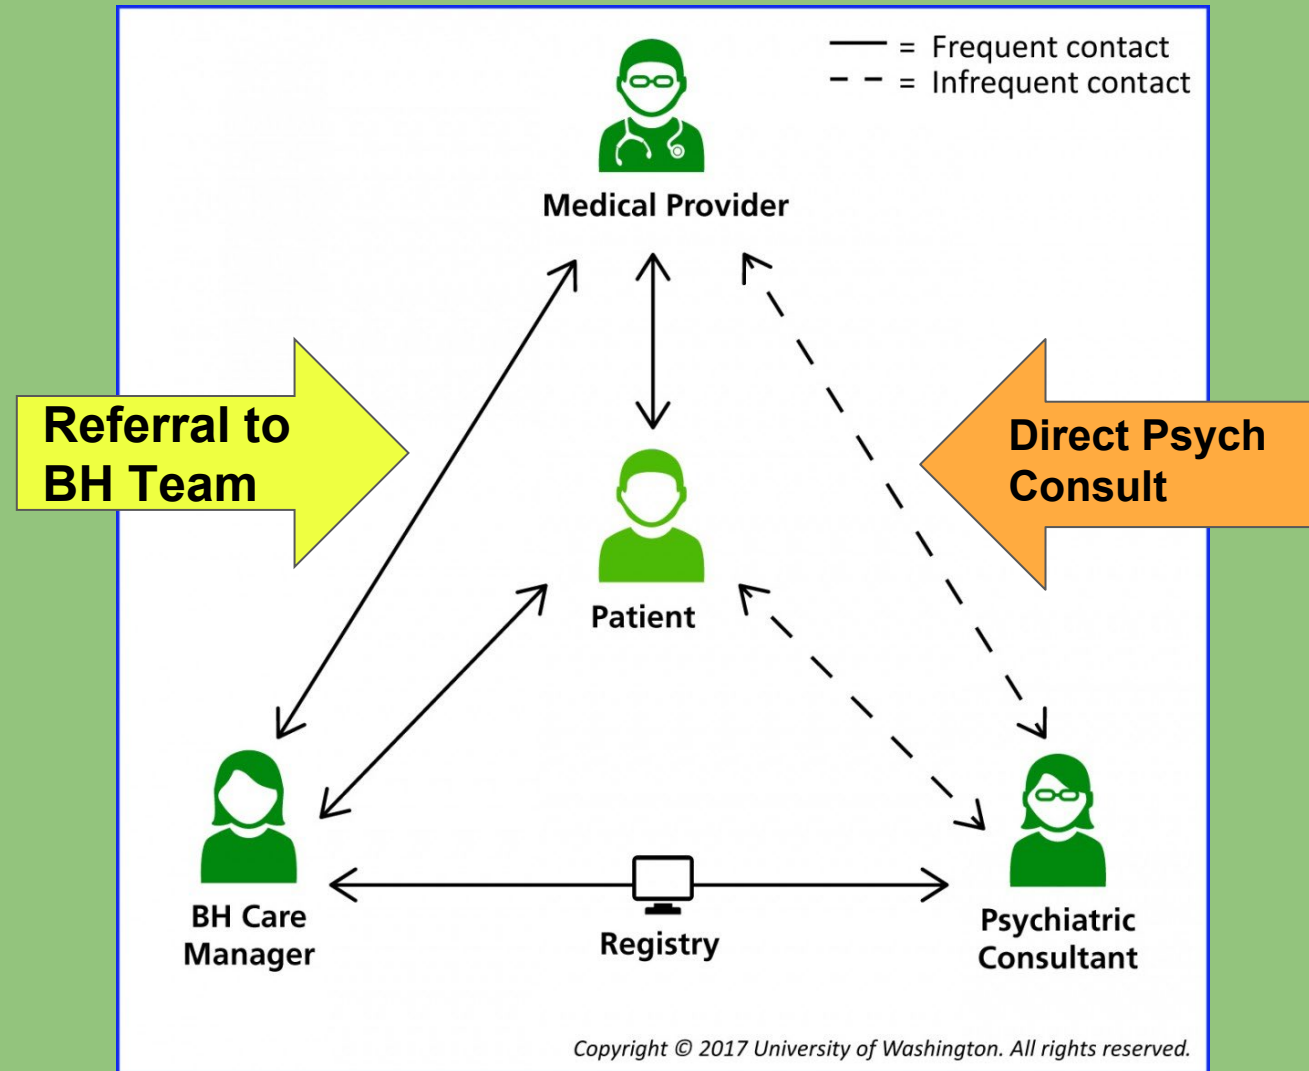 = Frequent contact
= Infrequent contact
Medical Provider
Referral to
BH Team
Direct Psych
Consult
Patient
BH Care
Manager
Registry
Psychiatric
Consultant
Copyright © 2017 University of Washington. All rights reserved.